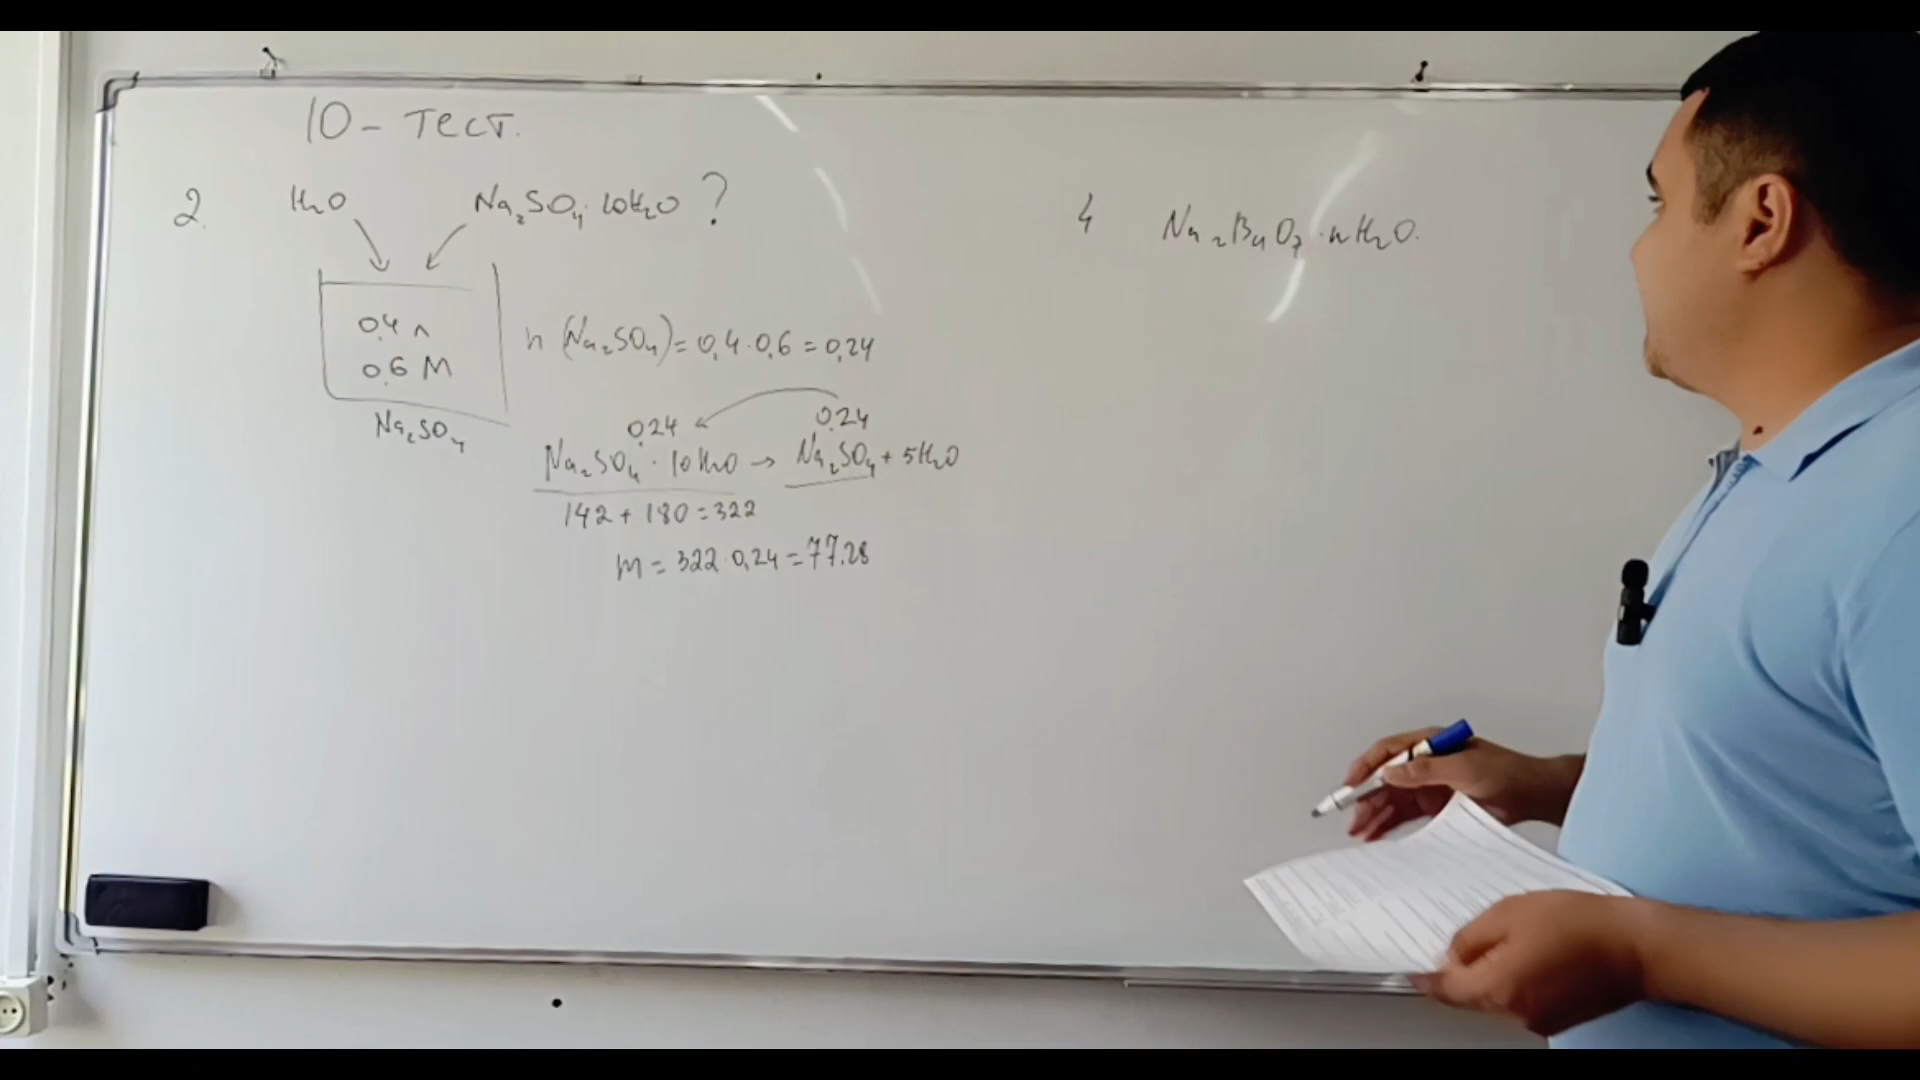 10 - тест.
2. H₂O Na₂SO₄·10H₂O ?
0,4 л
0,6 M
Na₂SO₄
n (Na₂SO₄) = 0,4·0,6 = 0,24
0,24 0,24
Na₂SO₄·10H₂O → Na₂SO₄ + 5H₂O
142 + 180 = 322
m = 322·0,24 = 77.28
4 Na₂B₄O₇·nH₂O.